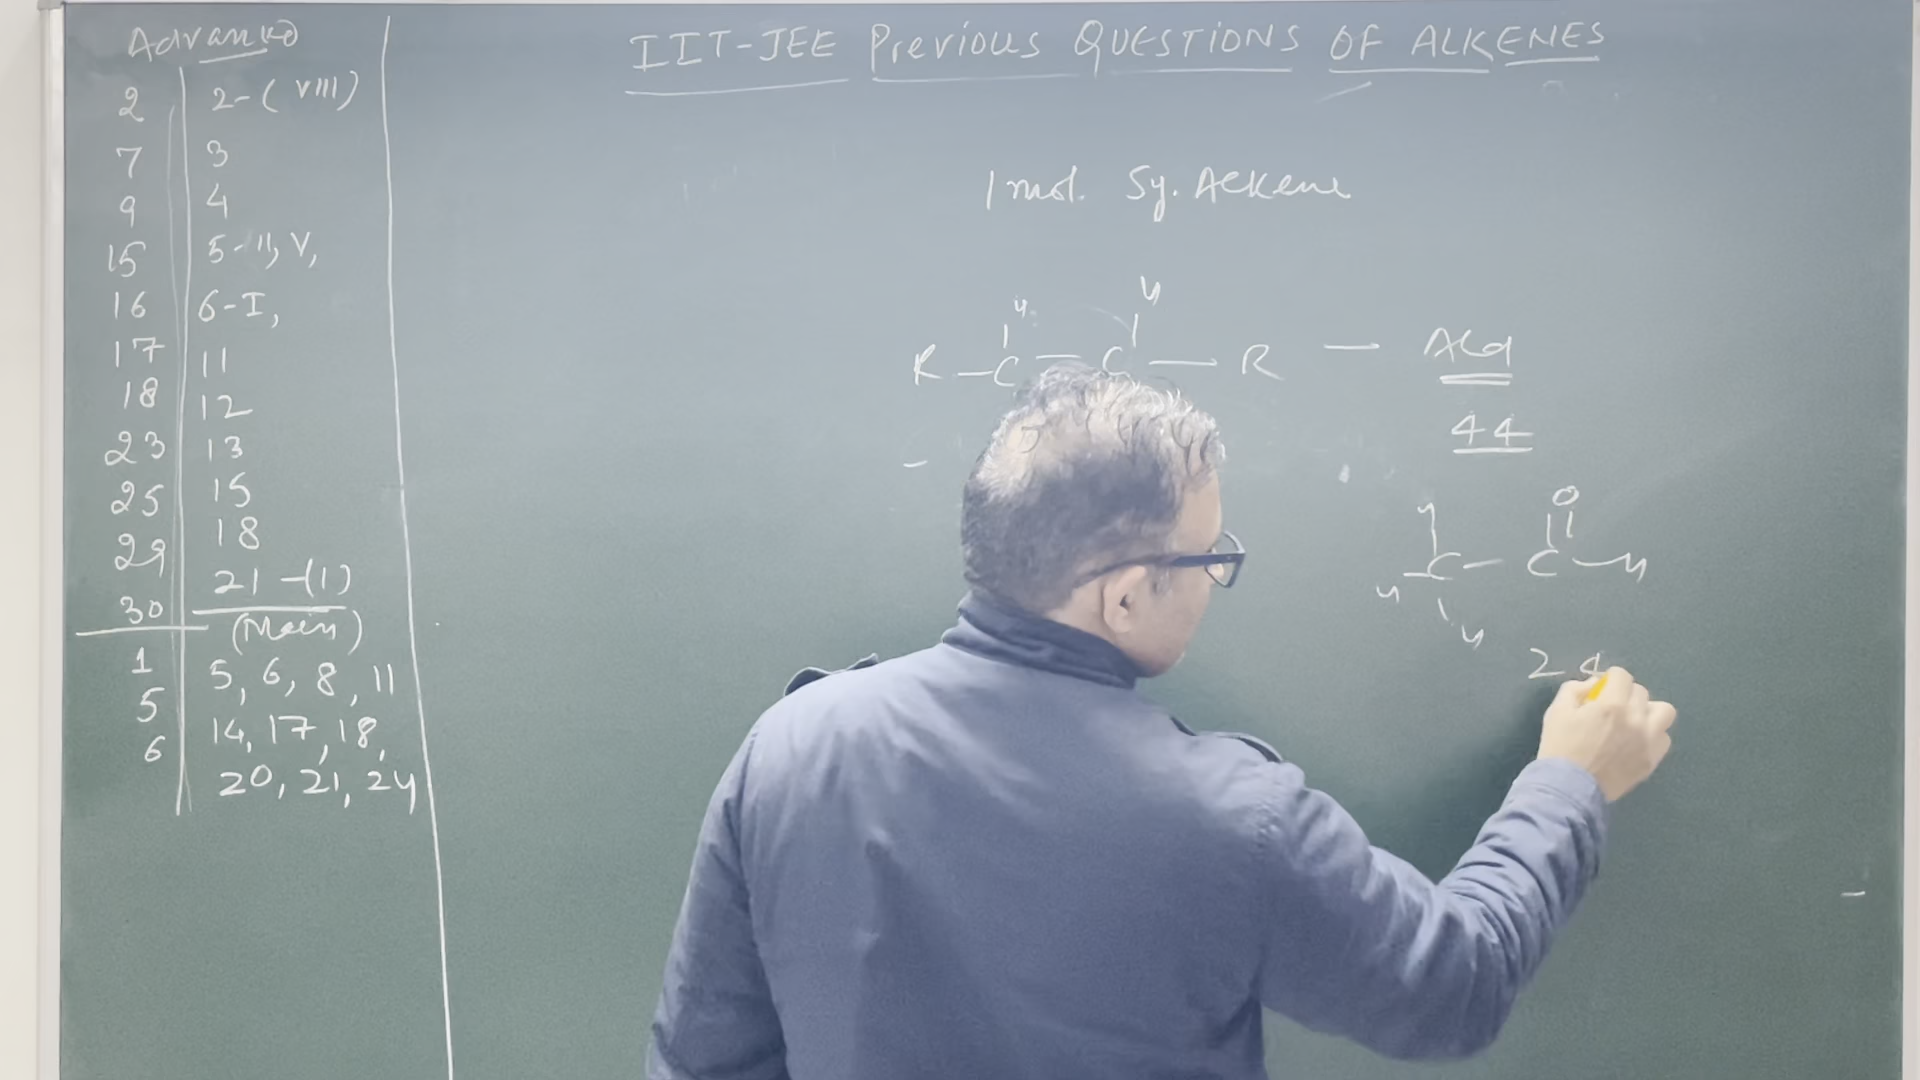 Advanced
2 2-(VIII)
7 3
9 4
15 5-II, V,
16 6-I,
17 11
18 12
23 13
25 15
29 18
30 21-(1)
(Main)
1 5, 6, 8, 11
5 14, 17, 18,
6 20, 21, 24
IIT-JEE Previous QUESTIONS OF ALKENES
1 mol. Sy. Alkene
H H
R-C=C-R - Ald
44
H O
H-C-C-H
H
24